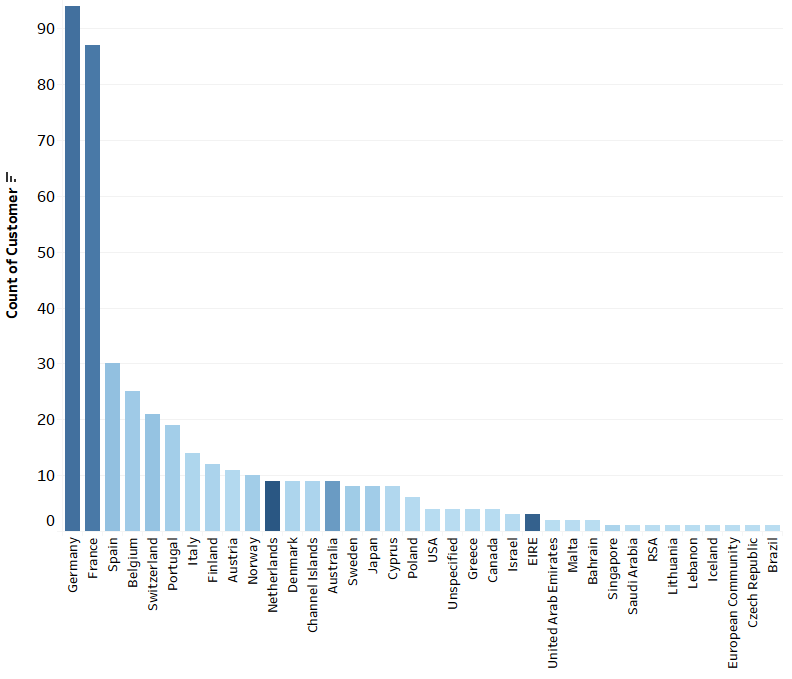 90
80
70
60
50
40
30
20
10
0
Count of Customer
Germany
France
Spain
Belgium
Switzerland
Portugal
Italy
Finland
Austria
Norway
Netherlands
Denmark
Channel Islands
Australia
Sweden
Japan
Cyprus
Poland
USA
Unspecified
Greece
Canada
Israel
EIRE
United Arab Emirates
Malta
Bahrain
Singapore
Saudi Arabia
RSA
Lithuania
Lebanon
Iceland
European Community
Czech Republic
Brazil